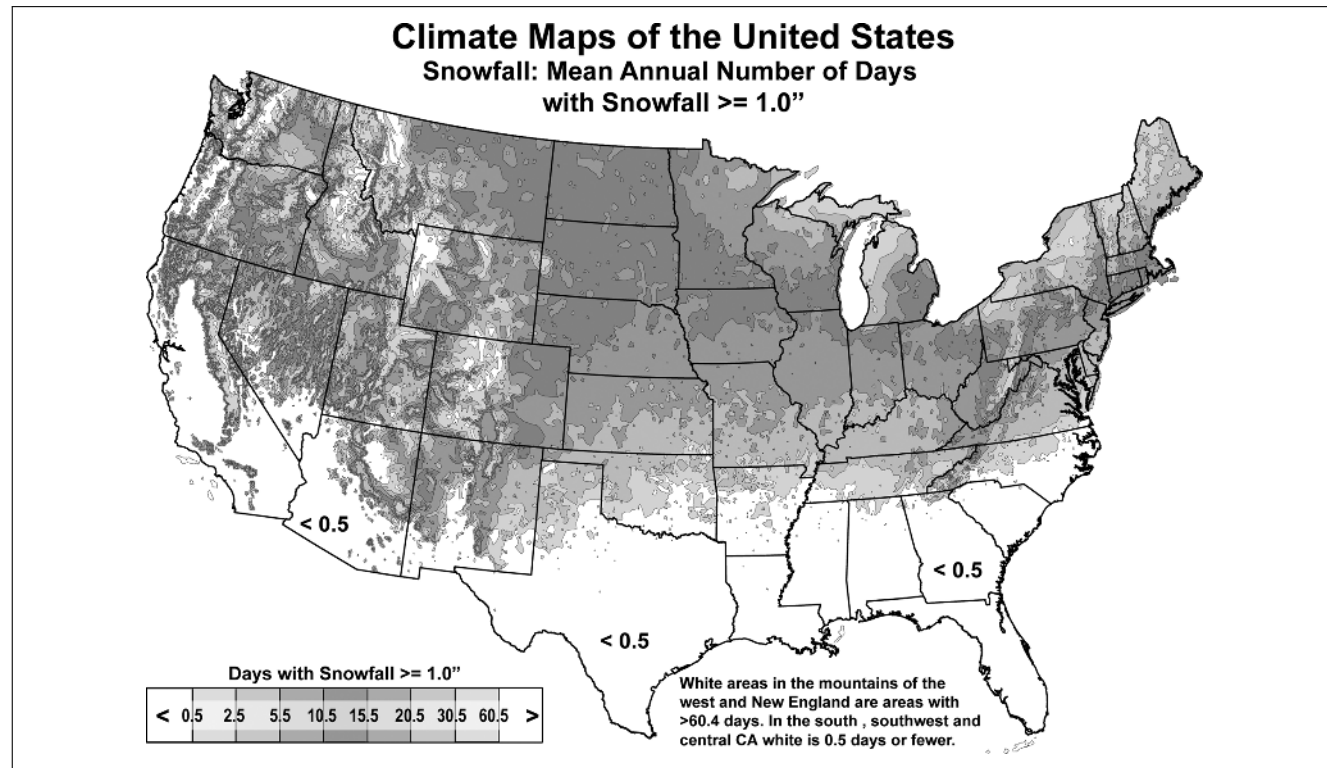 Climate Maps of the United States
Snowfall: Mean Annual Number of Days
with Snowfall >= 1.0”
< 0.5
< 0.5
< 0.5
Days with Snowfall >= 1.0”
< 0.5 2.5 5.5 10.5 15.5 20.5 30.5 60.5 >
White areas in the mountains of the
west and New England are areas with
>60.4 days. In the south , southwest and
central CA white is 0.5 days or fewer.